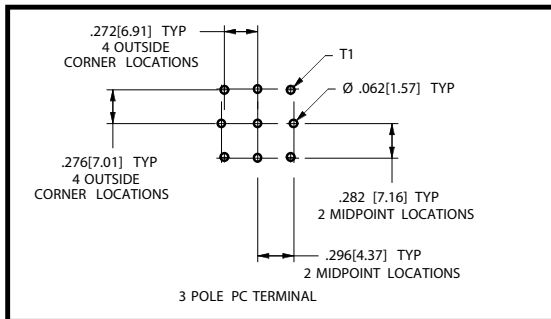 .272[6.91] TYP
4 OUTSIDE
CORNER LOCATIONS
T1
Ø .062[1.57] TYP
.276[7.01] TYP
4 OUTSIDE
CORNER LOCATIONS
.282 [7.16] TYP
2 MIDPOINT LOCATIONS
.296[4.37] TYP
2 MIDPOINT LOCATIONS
3 POLE PC TERMINAL